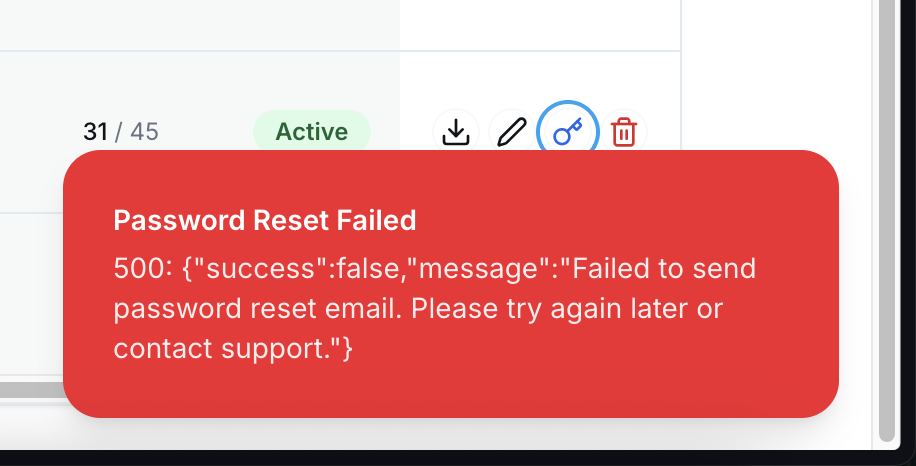 31 / 45
Active
Password Reset Failed
500: {"success":false,"message":"Failed to send
password reset email. Please try again later or
contact support."}